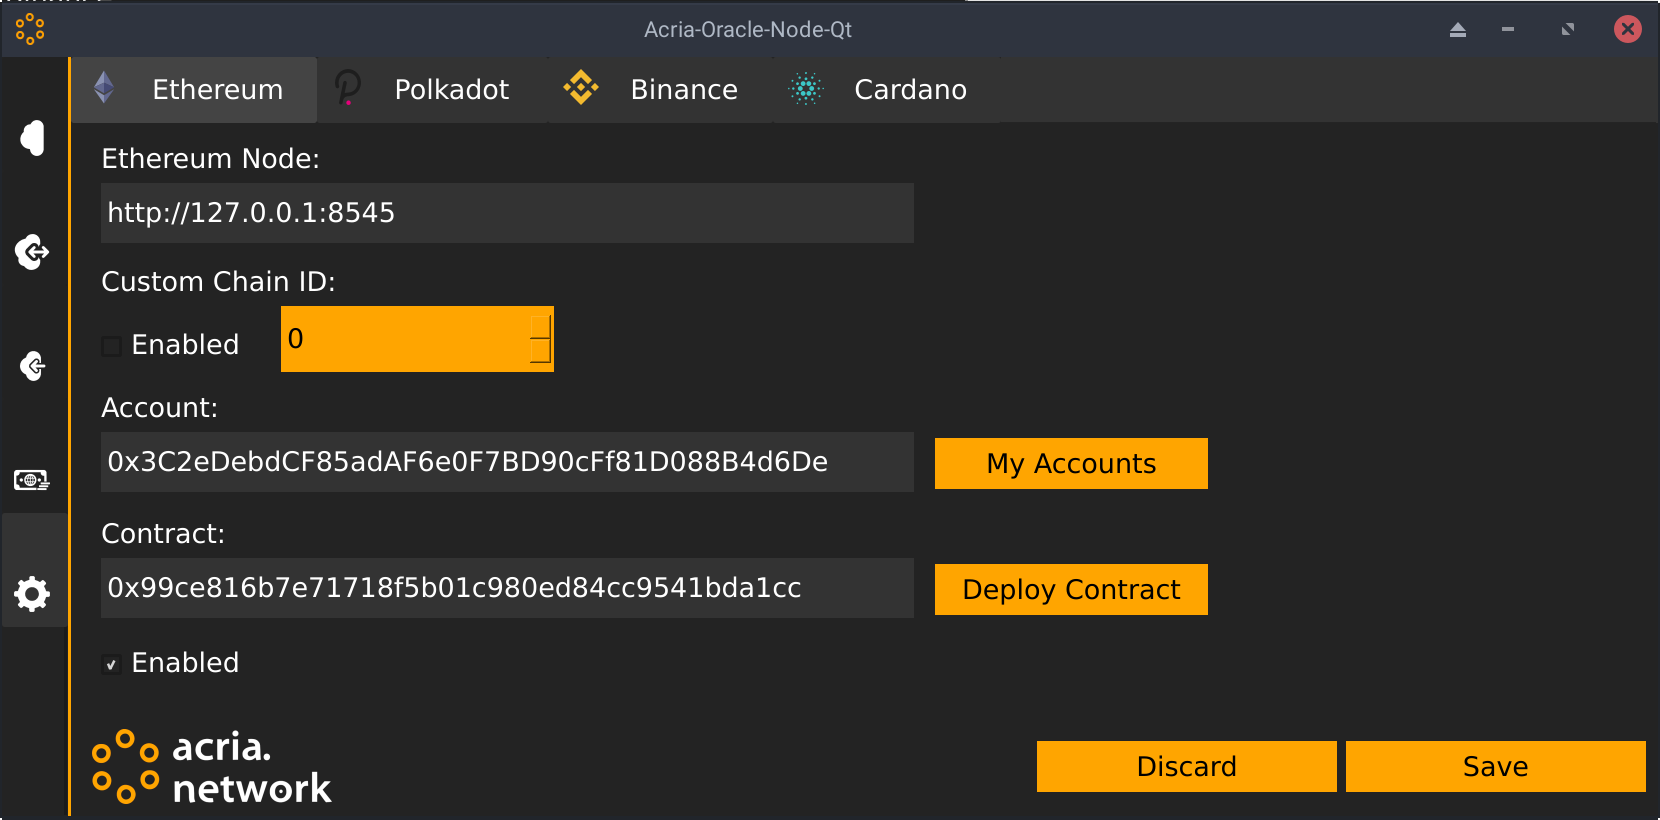 Acria-Oracle-Node-Qt
Ethereum Polkadot Binance Cardano
Ethereum Node:
http://127.0.0.1:8545
Custom Chain ID:
Enabled 0
Account:
0x3C2eDebdCF85adAF6e0F7BD90cFf81D088B4d6De My Accounts
Contract:
0x99ce816b7e71718f5b01c980ed84cc9541bda1cc Deploy Contract
Enabled
acria.
network
Discard Save